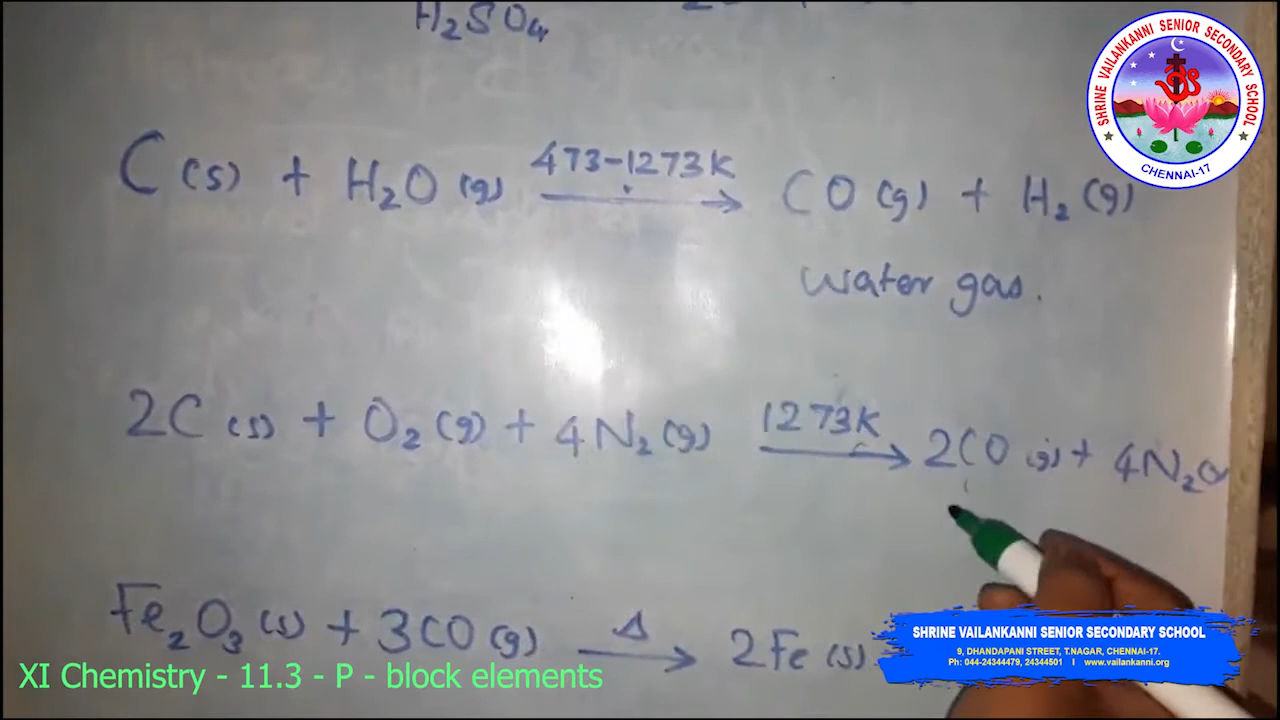 H₂SO₄
SHRINE VAILANKANNI SENIOR SECONDARY SCHOOL
CHENNAI-17
473-1273K
C(s) + H₂O(g) → CO(g) + H₂(g)
water gas.
1273K
2C(s) + O₂(g) + 4N₂(g) → 2CO(g) + 4N₂
Δ
Fe₂O₃(s) + 3CO(g) → 2Fe(s)
SHRINE VAILANKANNI SENIOR SECONDARY SCHOOL
9, DHANDAPANI STREET, T.NAGAR, CHENNAI-17.
Ph: 044-24344479, 24344501 I www.vailankanni.org
XI Chemistry - 11.3 - P - block elements